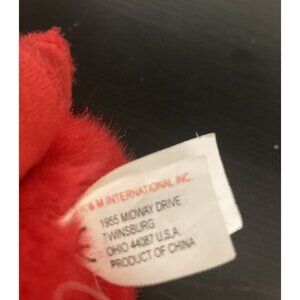 & M INTERNATIONAL INC.
1955 MIDWAY DRIVE
TWINSBURG
OHIO 44087 U.S.A.
PRODUCT OF CHINA